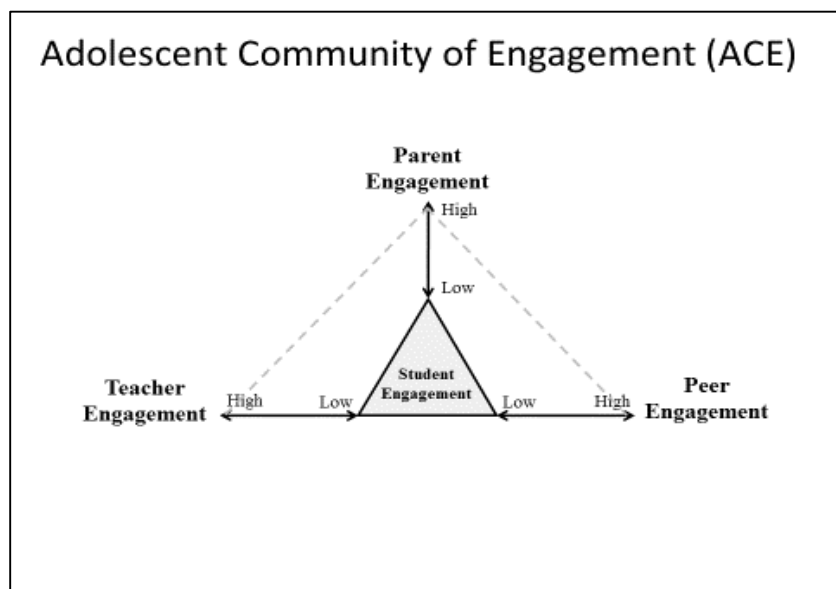 Adolescent Community of Engagement (ACE)
Parent
Engagement
High
Low
Student
Engagement
Teacher
Engagement
High
Low
Low
High
Peer
Engagement